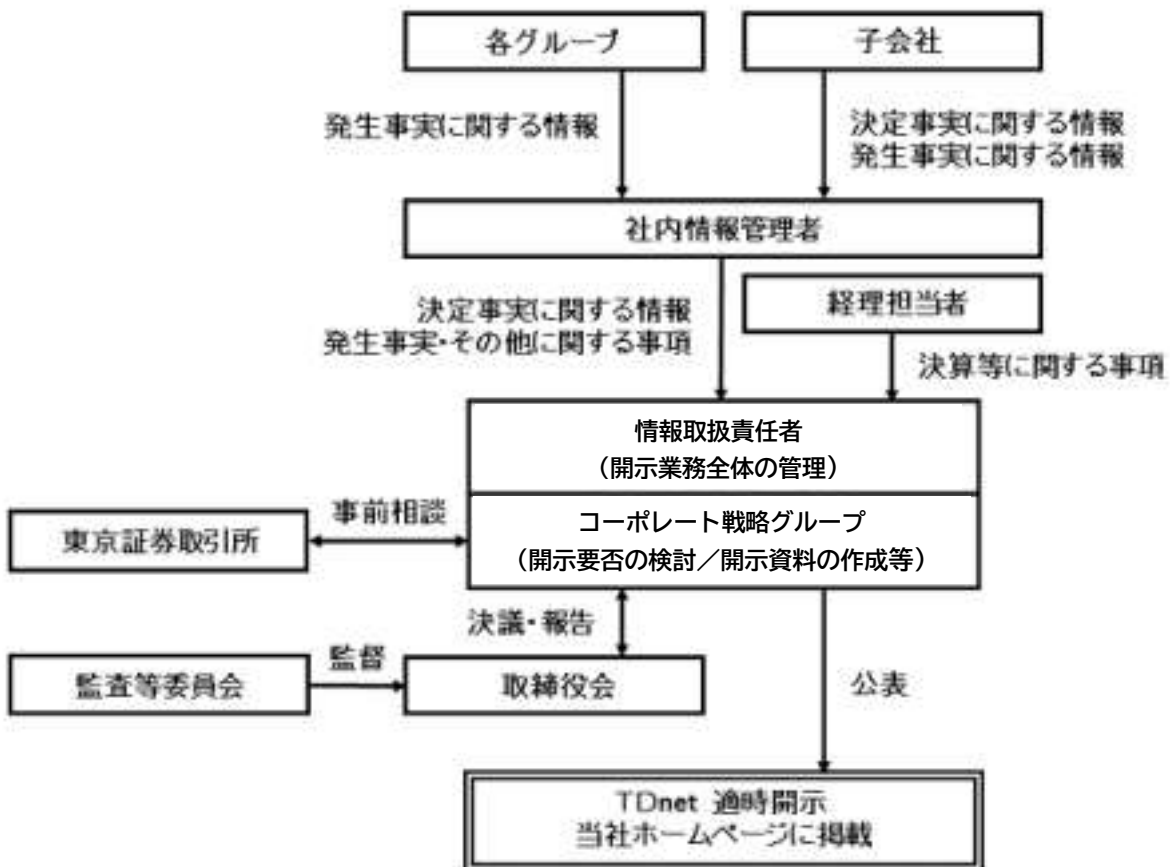 各グループ
子会社
発生事実に関する情報
決定事実に関する情報
発生事実に関する情報
社内情報管理者
決定事実に関する情報
発生事実・その他に関する事項
経理担当者
決算等に関する事項
情報取扱責任者
（開示業務全体の管理）
コーポレート戦略グループ
（開示要否の検討／開示資料の作成等）
事前相談
東京証券取引所
決議・報告
監督
監査等委員会
取締役会
公表
TDnet 適時開示
当社ホームページに掲載